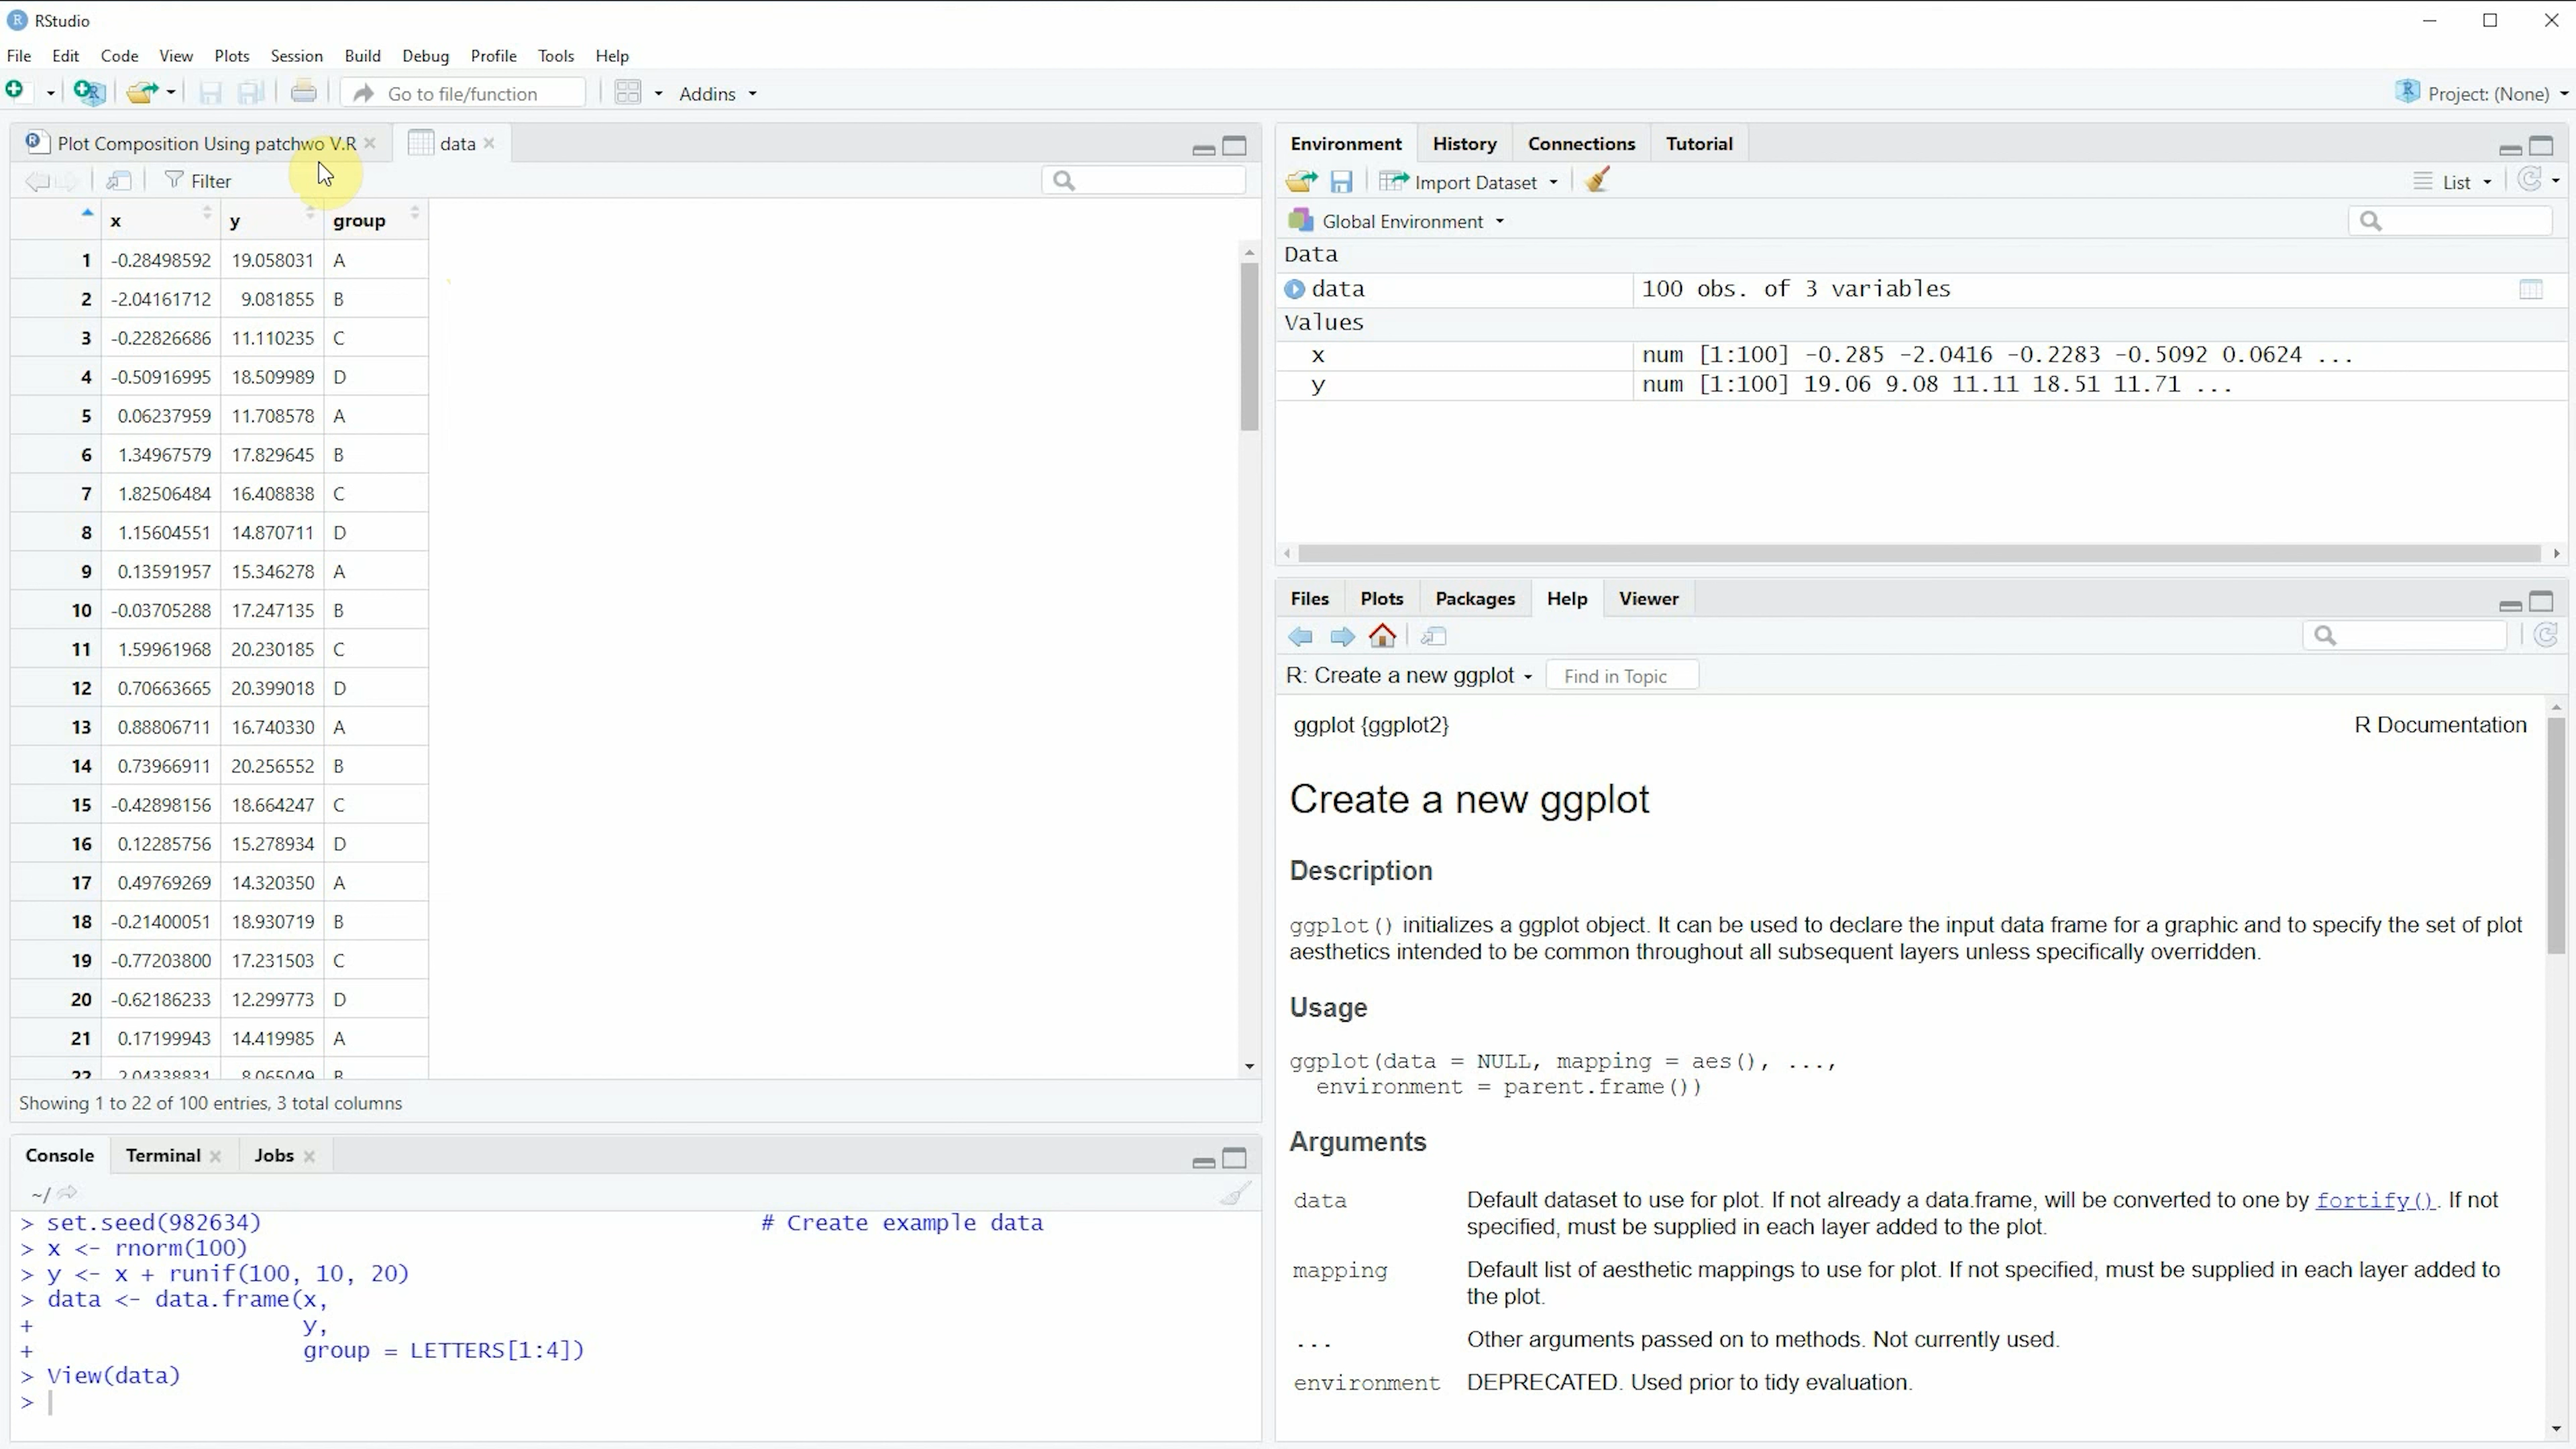 RStudio
File Edit Code View Plots Session Build Debug Profile Tools Help
Go to file/function Addins Project: (None)
Plot Composition Using patchwo V.R data
Filter
x y group
1 -0.28498592 19.058031 A
2 -2.04161712 9.081855 B
3 -0.22826686 11.110235 C
4 -0.50916995 18.509989 D
5 0.06237959 11.708578 A
6 1.34967579 17.829645 B
7 1.82506484 16.408838 C
8 1.15604551 14.870711 D
9 0.13591957 15.346278 A
10 -0.03705288 17.247135 B
11 1.59961968 20.230185 C
12 0.70663665 20.399018 D
13 0.88806711 16.740330 A
14 0.73966911 20.256552 B
15 -0.42898156 18.664247 C
16 0.12285756 15.278934 D
17 0.49769269 14.320350 A
18 -0.21400051 18.930719 B
19 -0.77203800 17.231503 C
20 -0.62186233 12.299773 D
21 0.17199943 14.419985 A
22 2.04338831 8.065049 B
Showing 1 to 22 of 100 entries, 3 total columns
Console Terminal Jobs
~/
> set.seed(982634) # Create example data
> x <- rnorm(100)
> y <- x + runif(100, 10, 20)
> data <- data.frame(x,
+ y,
+ group = LETTERS[1:4])
> View(data)
>
Environment History Connections Tutorial
Import Dataset List
Global Environment
Data
data 100 obs. of 3 variables
Values
x num [1:100] -0.285 -2.0416 -0.2283 -0.5092 0.0624 ...
y num [1:100] 19.06 9.08 11.11 18.51 11.71 ...
Files Plots Packages Help Viewer
R: Create a new ggplot Find in Topic
ggplot {ggplot2} R Documentation
Create a new ggplot
Description
ggplot() initializes a ggplot object. It can be used to declare the input data frame for a graphic and to specify the set of plot
aesthetics intended to be common throughout all subsequent layers unless specifically overridden.
Usage
ggplot(data = NULL, mapping = aes(), ...,
environment = parent.frame())
Arguments
data Default dataset to use for plot. If not already a data.frame, will be converted to one by fortify(). If not
specified, must be supplied in each layer added to the plot.
mapping Default list of aesthetic mappings to use for plot. If not specified, must be supplied in each layer added to
the plot.
... Other arguments passed on to methods. Not currently used.
environment DEPRECATED. Used prior to tidy evaluation.